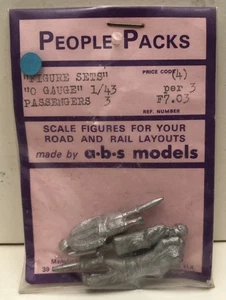 PEOPLE PACKS
"FIGURE SETS"
PRICE CODE (4)
"O GAUGE" 1/43 per 3
PASSENGERS 3 F7.03
REF. NUMBER
SCALE FIGURES FOR YOUR
ROAD AND RAIL LAYOUTS
made by a·b·s models
39